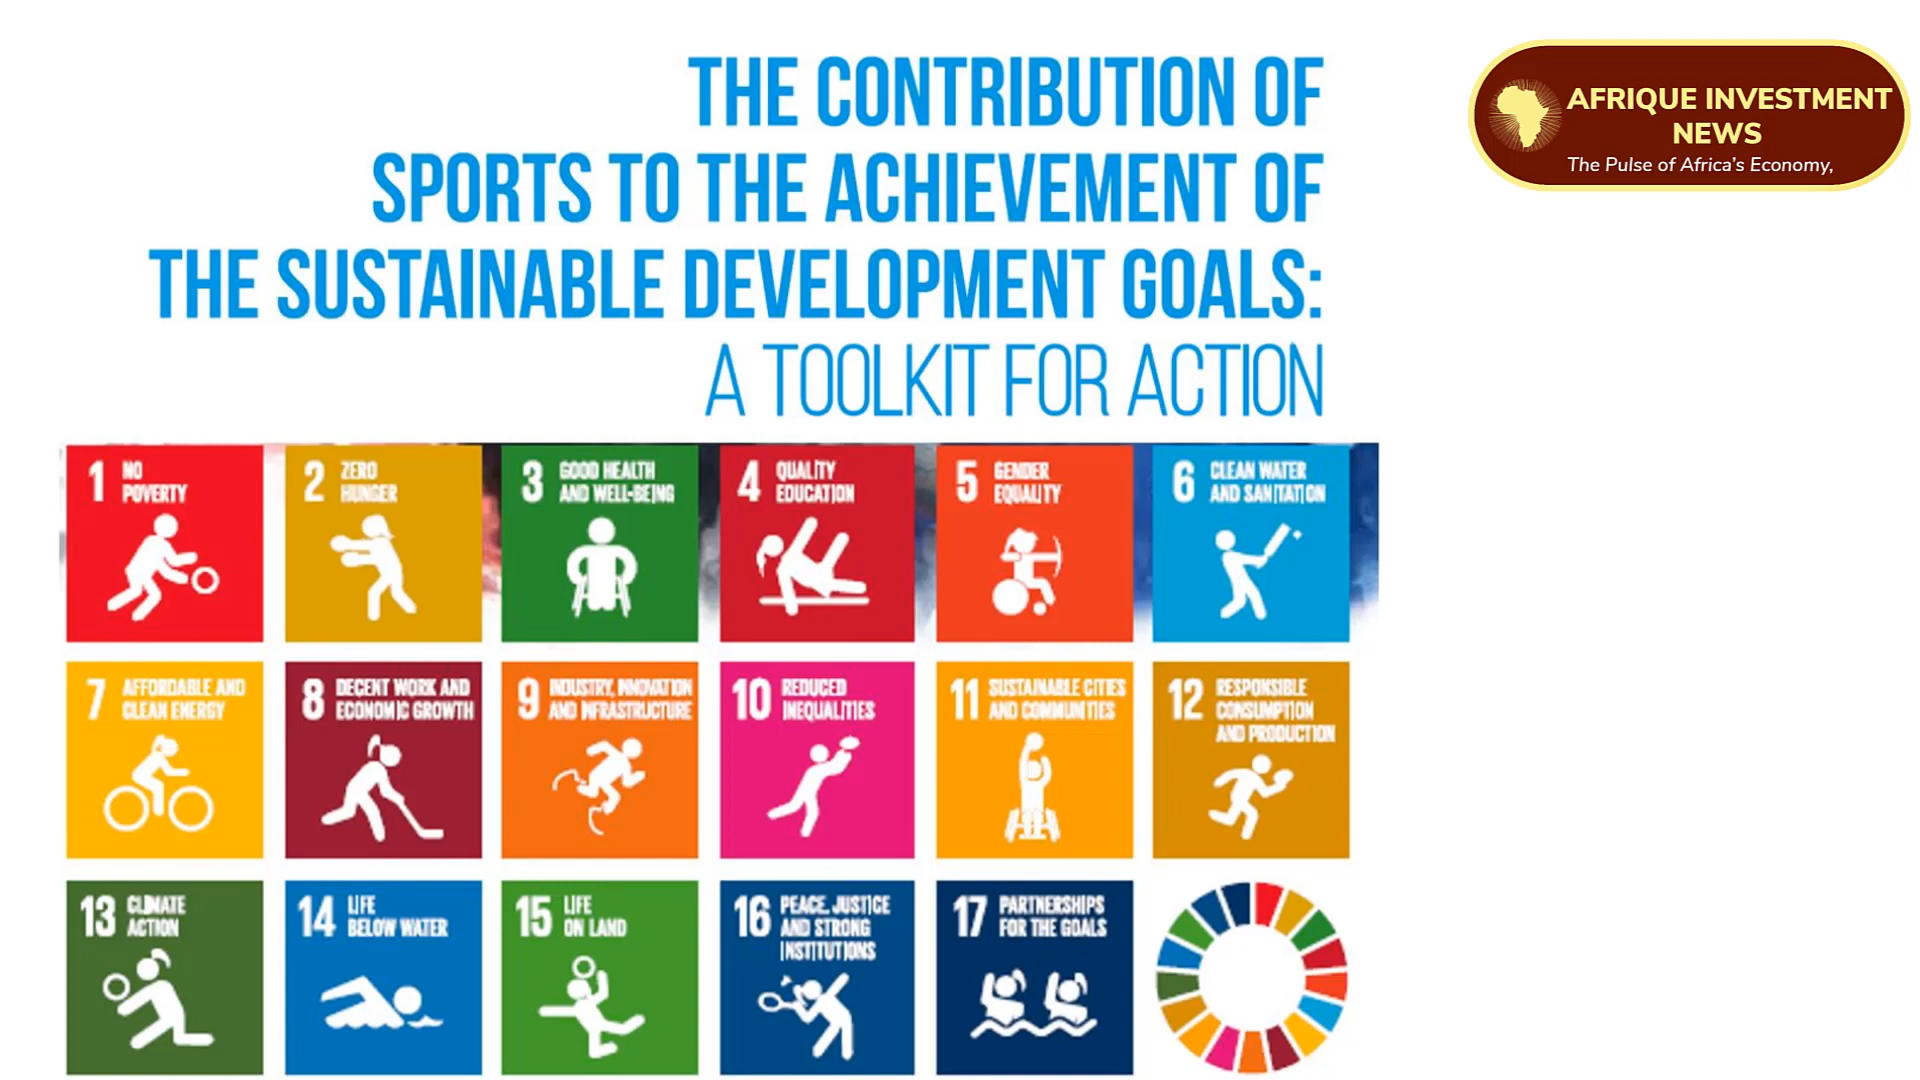 THE CONTRIBUTION OF
SPORTS TO THE ACHIEVEMENT OF
THE SUSTAINABLE DEVELOPMENT GOALS:
A TOOLKIT FOR ACTION
AFRIQUE INVESTMENT
NEWS
The Pulse of Africa's Economy,
1 NO
POVERTY
2 ZERO
HUNGER
3 GOOD HEALTH
AND WELL-BEING
4 QUALITY
EDUCATION
5 GENDER
EQUALITY
6 CLEAN WATER
AND SANITATION
7 AFFORDABLE AND
CLEAN ENERGY
8 DECENT WORK AND
ECONOMIC GROWTH
9 INDUSTRY, INNOVATION
AND INFRASTRUCTURE
10 REDUCED
INEQUALITIES
11 SUSTAINABLE CITIES
AND COMMUNITIES
12 RESPONSIBLE
CONSUMPTION
AND PRODUCTION
13 CLIMATE
ACTION
14 LIFE
BELOW WATER
15 LIFE
ON LAND
16 PEACE, JUSTICE
AND STRONG
INSTITUTIONS
17 PARTNERSHIPS
FOR THE GOALS